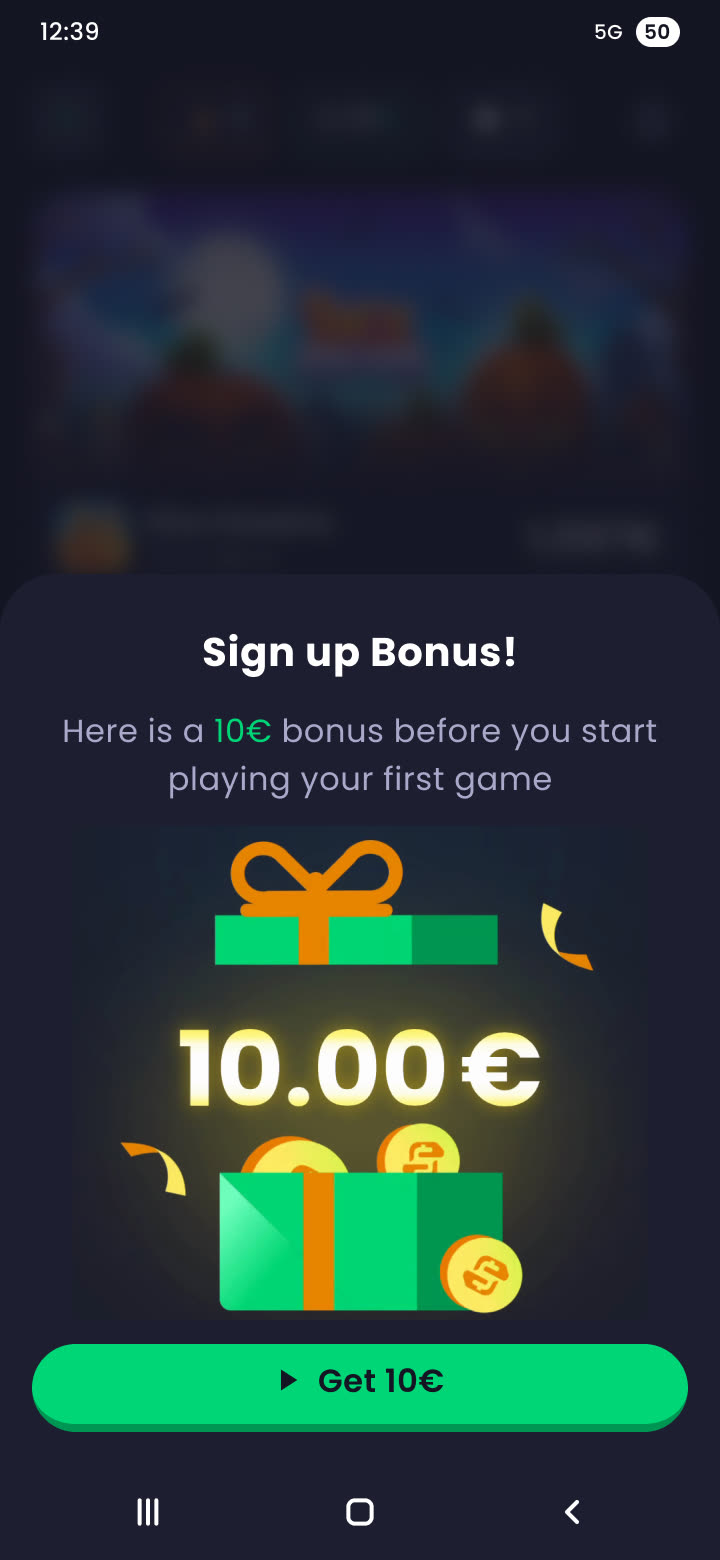 12:39
5G 50
Sign up Bonus!
Here is a 10€ bonus before you start
playing your first game
10.00€
Get 10€